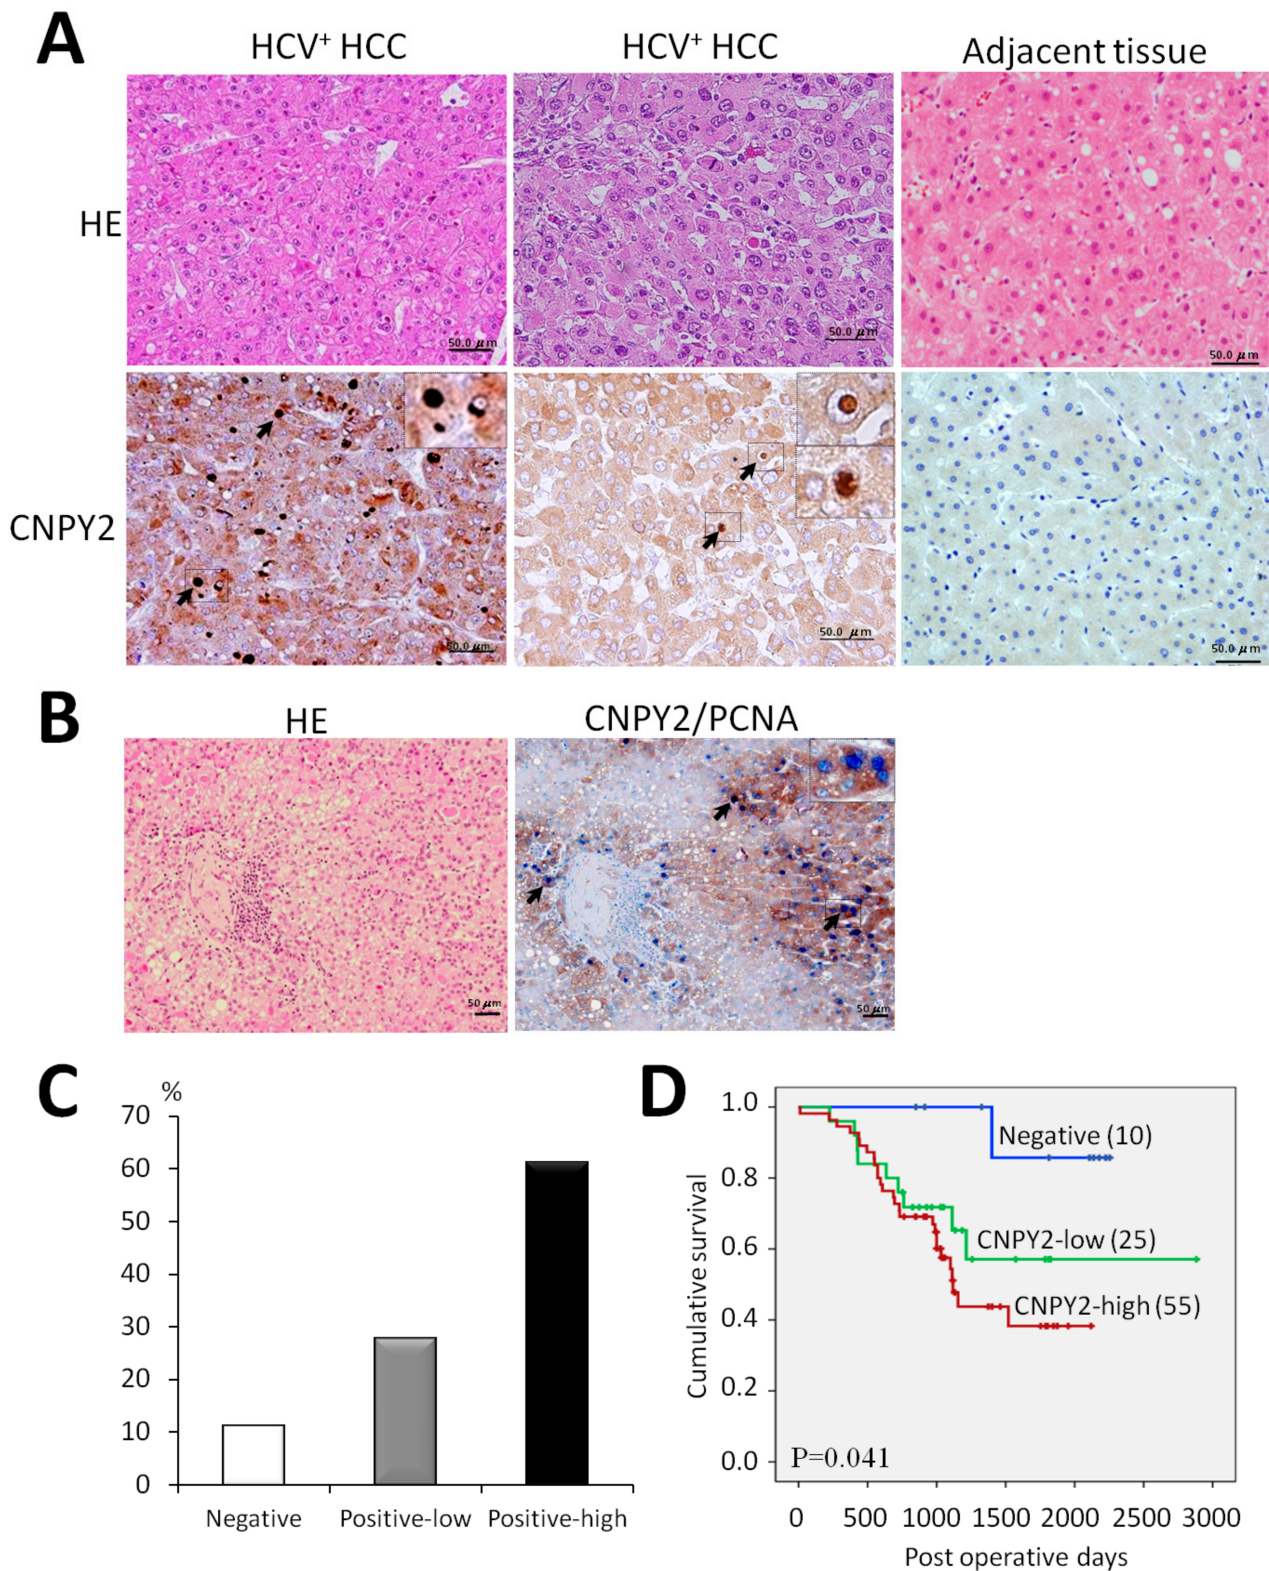 A
HCV+ HCC
HCV+ HCC
Adjacent tissue
HE
50.0 μm
50.0 μm
50.0 μm
CNPY2
50.0 μm
50.0 μm
50.0 μm
B
HE
CNPY2/PCNA
50 μm
50 μm
C
%
70
60
50
40
30
20
10
0
Negative
Positive-low
Positive-high
D
Cumulative survival
1.0
0.8
0.6
0.4
0.2
0.0
Negative (10)
CNPY2-low (25)
CNPY2-high (55)
P=0.041
0
500
1000
1500
2000
2500
3000
Post operative days